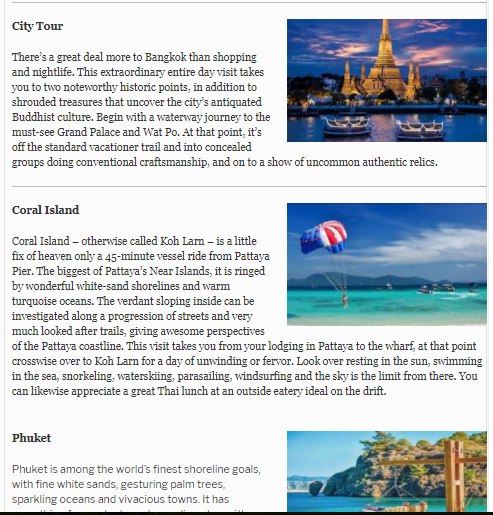 City Tour
There's a great deal more to Bangkok than shopping
and nightlife. This extraordinary entire day visit takes
you to two noteworthy historic points, in addition to
shrouded treasures that uncover the city's antiquated
Buddhist culture. Begin with a waterway journey to the
must-see Grand Palace and Wat Po. At that point, it's
off the standard vacationer trail and into concealed
groups doing conventional craftsmanship, and on to a show of uncommon authentic relics.
Coral Island
Coral Island – otherwise called Koh Larn – is a little
fix of heaven only a 45-minute vessel ride from Pattaya
Pier. The biggest of Pattaya's Near Islands, it is ringed
by wonderful white-sand shorelines and warm
turquoise oceans. The verdant sloping inside can be
investigated along a progression of streets and very
much looked after trails, giving awesome perspectives
of the Pattaya coastline. This visit takes you from your lodging in Pattaya to the wharf, at that point
crosswise over to Koh Larn for a day of unwinding or fervor. Look over resting in the sun, swimming
in the sea, snorkeling, waterskiing, parasailing, windsurfing and the sky is the limit from there. You
can likewise appreciate a great Thai lunch at an outside eatery ideal on the drift.
Phuket
Phuket is among the world's finest shoreline goals,
with fine white sands, gesturing palm trees,
sparkling oceans and vivacious towns. It has